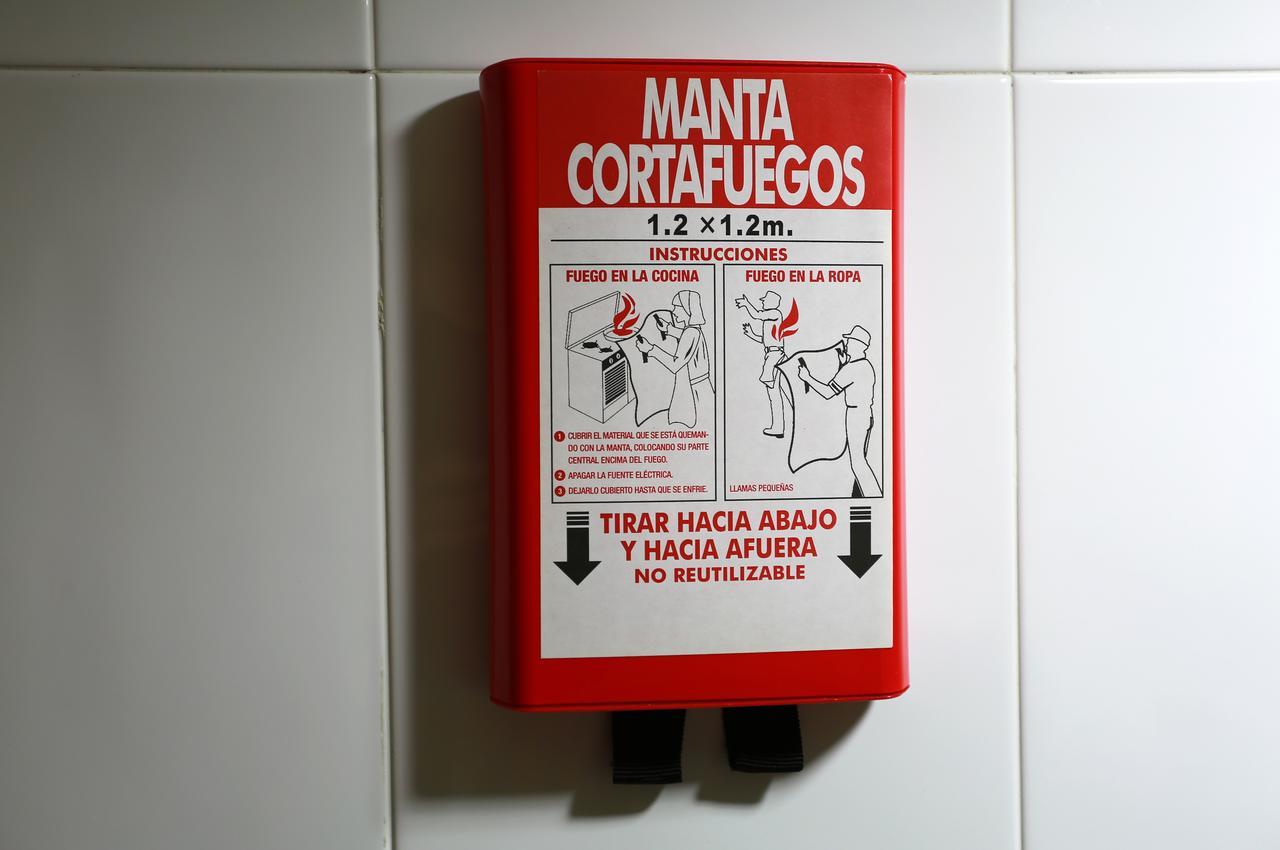 MANTA
CORTAFUEGOS
1.2 ×1.2m.
INSTRUCCIONES
FUEGO EN LA COCINA
1 CUBRIR EL MATERIAL QUE SE ESTÁ QUEMAN-
DO CON LA MANTA, COLOCANDO SU PARTE
CENTRAL ENCIMA DEL FUEGO.
2 APAGAR LA FUENTE ELÉCTRICA.
3 DEJARLO CUBIERTO HASTA QUE SE ENFRIE.
FUEGO EN LA ROPA
LLAMAS PEQUEÑAS
TIRAR HACIA ABAJO
Y HACIA AFUERA
NO REUTILIZABLE